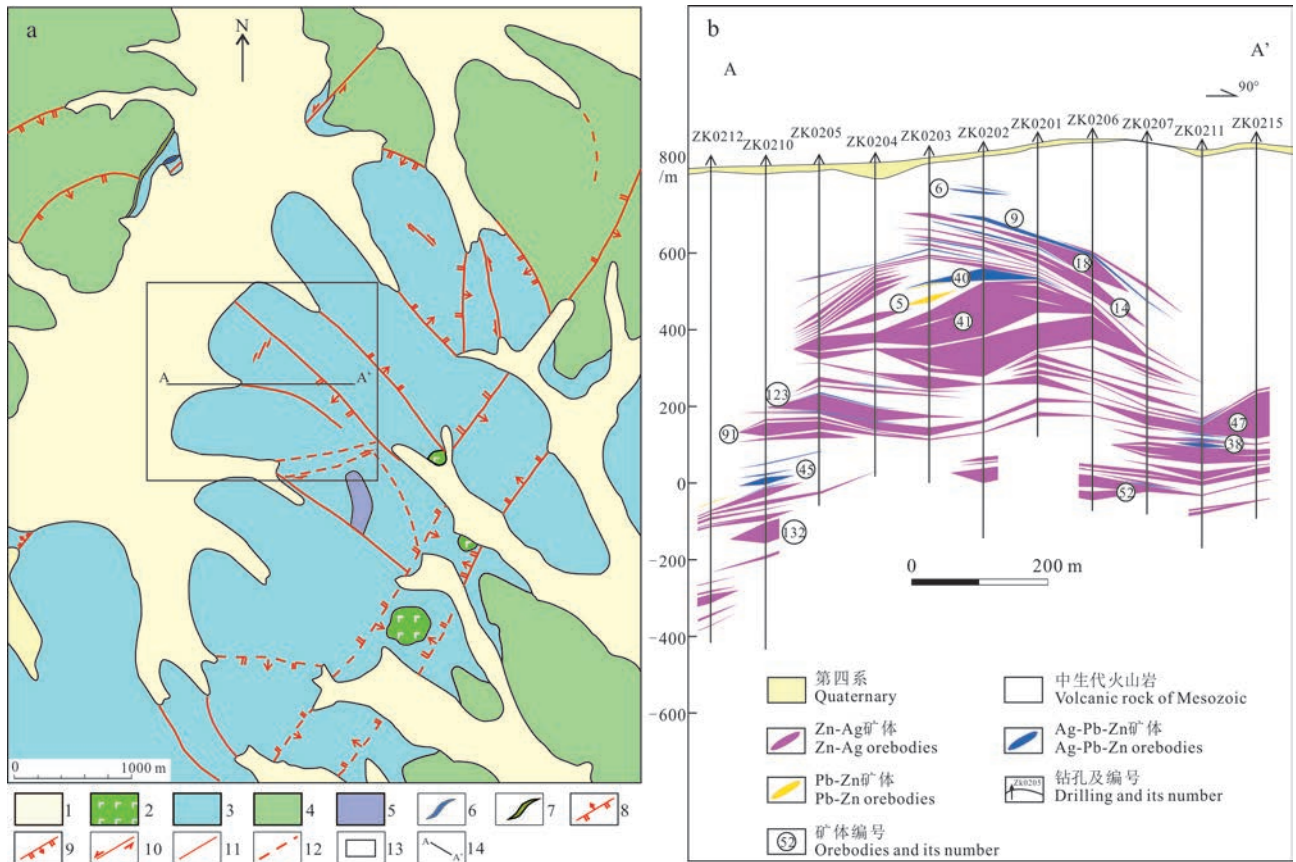 a
N
A
A'
0
1000 m
1
2
3
4
5
6
7
8
9
10
11
12
13
A
A'
14
b
A
A'
90°
ZK0212
ZK0210
ZK0205
ZK0204
ZK0203
ZK0202
ZK0201
ZK0206
ZK0207
ZK0211
ZK0215
800
/m
600
400
200
0
−200
−400
−600
6
9
18
40
5
41
14
123
91
47
38
45
52
132
0
200 m
第四系
Quaternary
中生代火山岩
Volcanic rock of Mesozoic
Zn-Ag矿体
Zn-Ag orebodies
Ag-Pb-Zn矿体
Ag-Pb-Zn orebodies
Pb-Zn矿体
Pb-Zn orebodies
Zk0205
钻孔及编号
Drilling and its number
52
矿体编号
Orebodies and its number